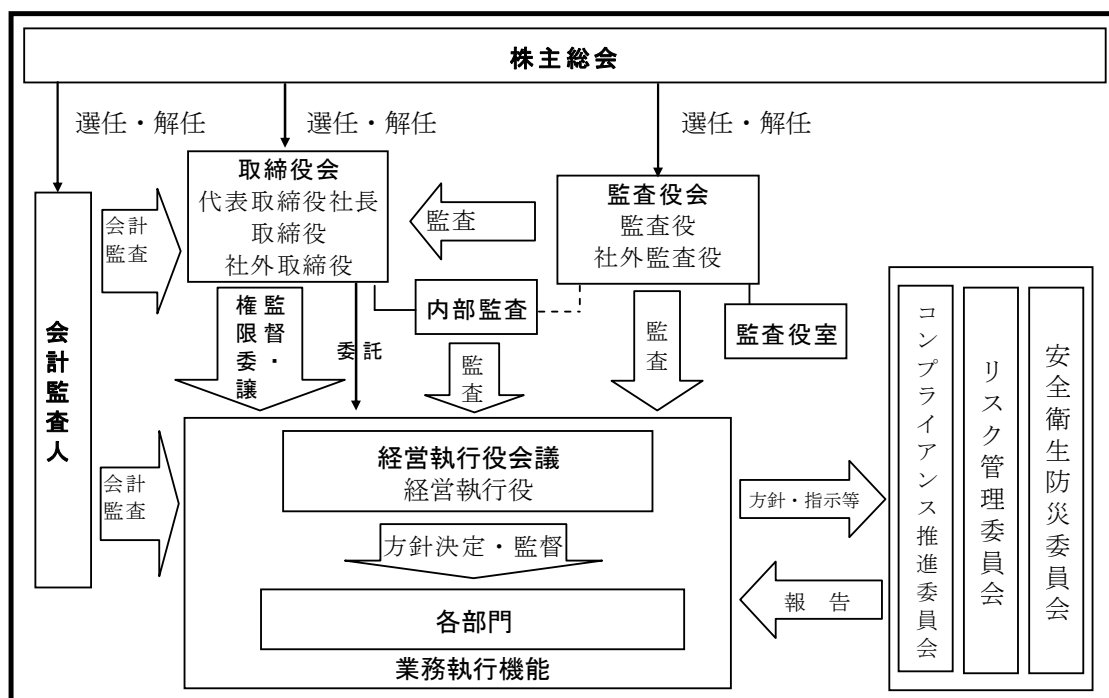 株主総会
選任・解任
選任・解任
選任・解任
取締役会
代表取締役社長
取締役
社外取締役
監査役会
監査役
社外監査役
会計
監査
監査
内部監査
監査役室
会計監査人
監督・
権限委譲
委託
監査
監査
経営執行役会議
経営執行役
会計
監査
方針決定・監督
各部門
業務執行機能
方針・指示等
報　告
コンプライアンス推進委員会
リスク管理委員会
安全衛生防災委員会